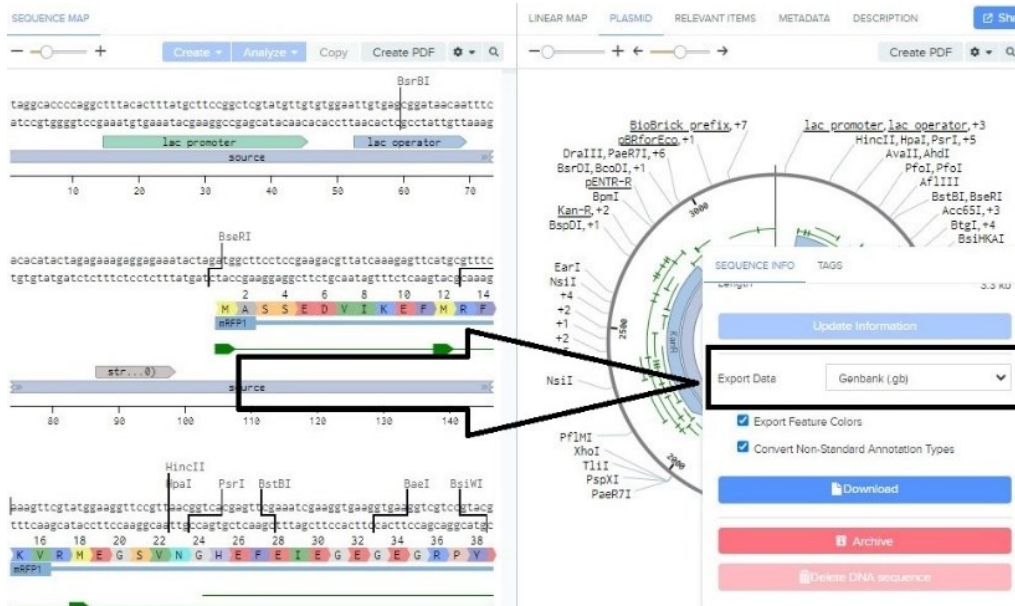 SEQUENCE MAP
Create Analyze Copy Create PDF
BsrBI
taggcaccccaggctttacactttatgcttccggctcgtatgttgtgtggaattgtgagcggataacaatttc
atccgtggggtccgaaatgtgaaatacgaaggccgagcatacaacacaccttaacactcgcctattgttaaag
lac promoter lac operator
source
10 20 30 40 50 60 70
BseRI
acacatactagagaaagaggagaaatactagatggcttcctccgaagacgttatcaaagagttcatgcgtttc
tgtgtatgatctctttctcctctttatgatctaccgaaggaggcttctgcaatagtttctcaagtacgcaaag
2 4 6 8 10 12 14
M A S S E D V I K E F M R F
mRFP1
str...0)
source
80 90 100 110 120 130 140
HincII
HpaI PsrI BstBI BaeI BsiWI
aaagttcgtatggaaggttccgttaacggtcacgagttcgaaatcgaaggtgaaggtgaaggtcgtccgtacg
tttcaagcataccttccaaggcaattgccagtgctcaagctttagcttccacttccacttccagcaggcatgc
16 18 20 22 24 26 28 30 32 34 36 38
K V R M E G S V N G H E F E I E G E G E G R P Y
mRFP1
LINEAR MAP PLASMID RELEVANT ITEMS METADATA DESCRIPTION
Create PDF
BioBrick prefix,+7 lac promoter,lac operator,+3
pBRforEco,+1 HincII,HpaI,PsrI,+5
DraIII,PaeR7I,+6 AvaII,AhdI
BsrDI,BcoDI,+1 PfoI,PfoI
pENTR-R AflIII
BpmI BstBI,BseRI
Kan-R,+2 Acc65I,+3
BspDI,+1 BtgI,+4
BsiHKAI
3000
EarI
NsiI
+4
+2
+1
+2
2500
KanR
NsiI
PflMI
XhoI
TliI
PspXI
PaeR7I
2000
SEQUENCE INFO TAGS
Length 3.3 kb
Update Information
Export Data Genbank (.gb)
Export Feature Colors
Convert Non-Standard Annotation Types
Download
Archive
Delete DNA sequence